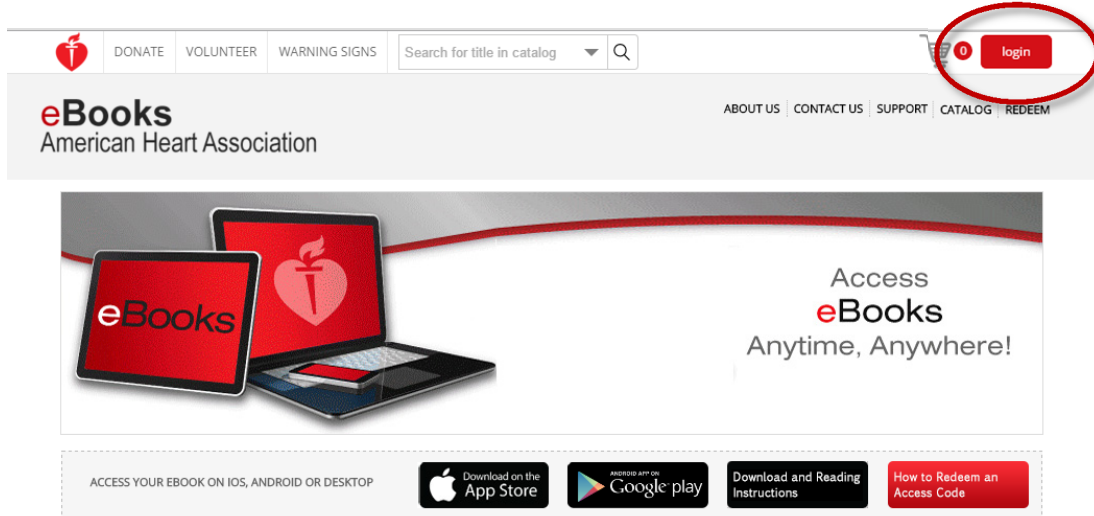 DONATE VOLUNTEER WARNING SIGNS Search for title in catalog 0 login
eBooks
American Heart Association
ABOUT US CONTACT US SUPPORT CATALOG REDEEM
eBooks
Access
eBooks
Anytime, Anywhere!
ACCESS YOUR EBOOK ON IOS, ANDROID OR DESKTOP
Download on the
App Store
ANDROID APP ON
Google play
Download and Reading
Instructions
How to Redeem an
Access Code